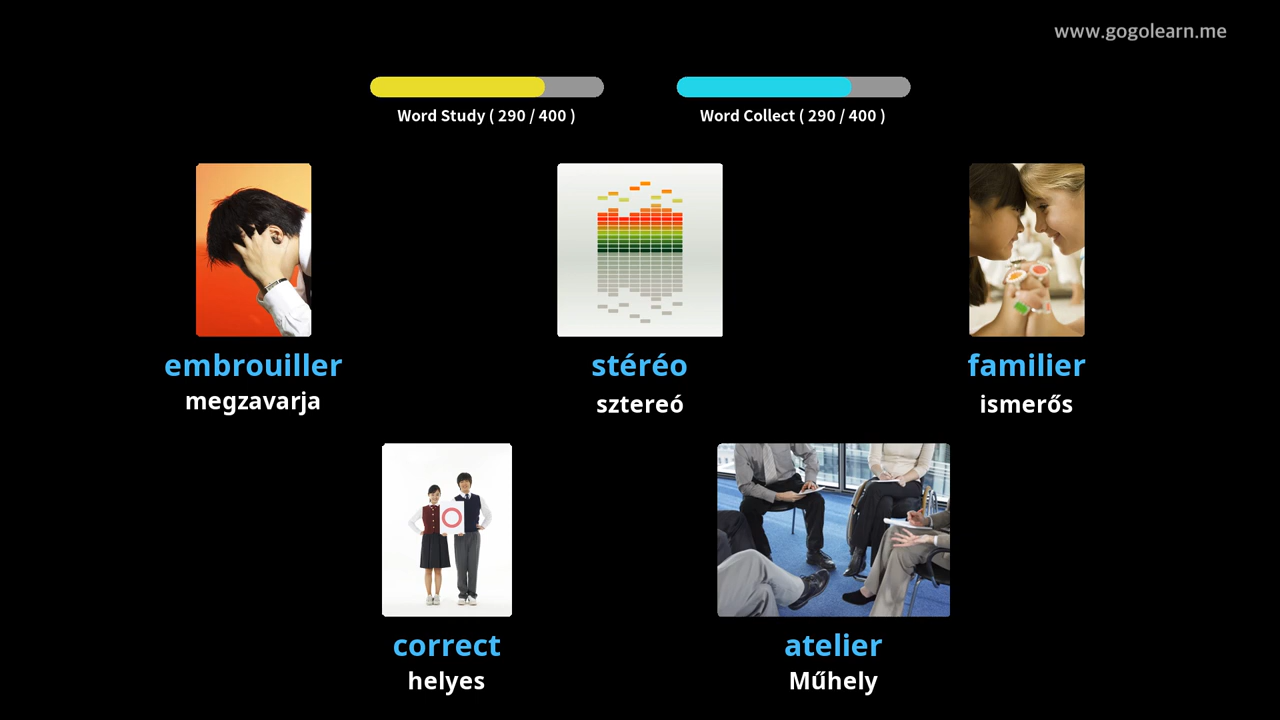 www.gogolearn.me
Word Study ( 290 / 400 )
Word Collect ( 290 / 400 )
embrouiller
megzavarja
stéréo
sztereó
familier
ismerős
correct
helyes
atelier
Műhely